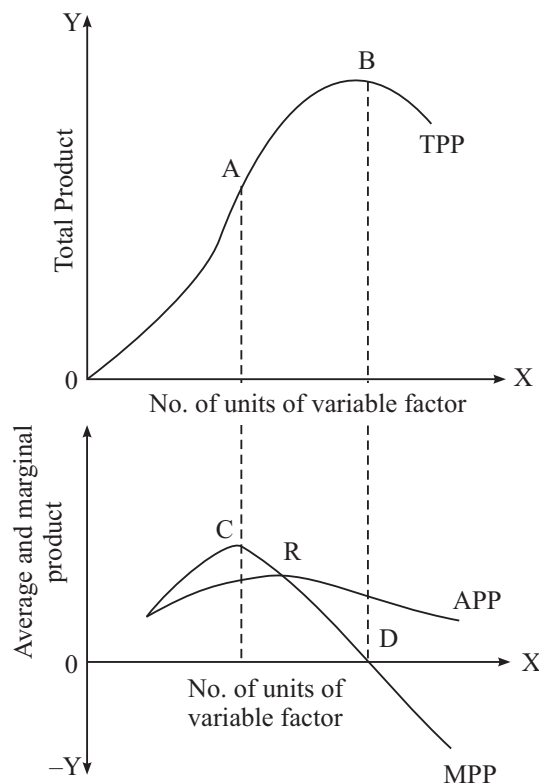 Y
B
TPP
A
Total Product
0
X
No. of units of variable factor
C
R
APP
Average and marginal
product
D
0
X
No. of units of
variable factor
–Y
MPP